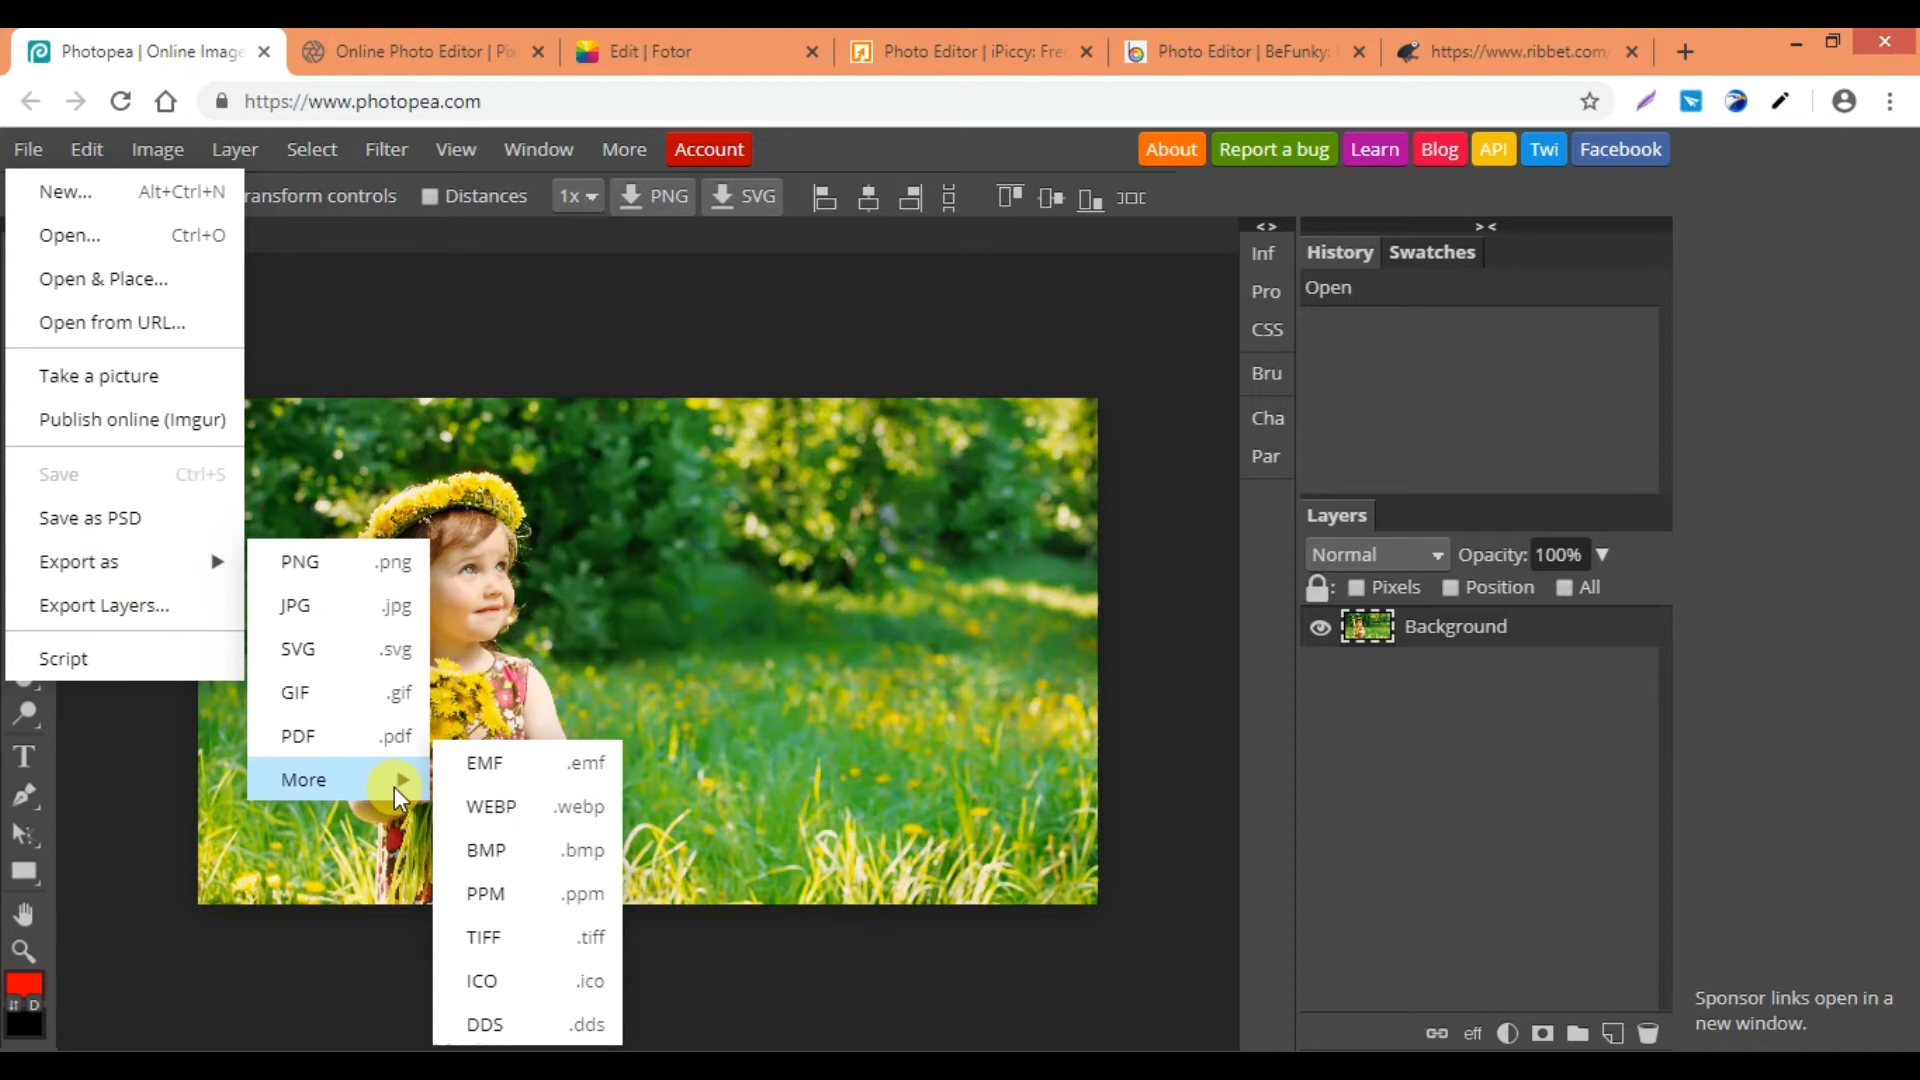 Photopea | Online Image
Online Photo Editor | Pix
Edit | Fotor
Photo Editor | iPiccy: Fre
Photo Editor | BeFunky:
https://www.ribbet.com/
https://www.photopea.com
File Edit Image Layer Select Filter View Window More Account
About Report a bug Learn Blog API Twi Facebook
ransform controls Distances 1x PNG SVG
New... Alt+Ctrl+N
Open... Ctrl+O
Open & Place...
Open from URL...
Take a picture
Publish online (Imgur)
Save Ctrl+S
Save as PSD
Export as
Export Layers...
Script
PNG .png
JPG .jpg
SVG .svg
GIF .gif
PDF .pdf
More
EMF .emf
WEBP .webp
BMP .bmp
PPM .ppm
TIFF .tiff
ICO .ico
DDS .dds
T
D
< >
Inf
Pro
CSS
Bru
Cha
Par
> <
History Swatches
Open
Layers
Normal Opacity: 100%
: Pixels Position All
Background
eff
Sponsor links open in a
new window.